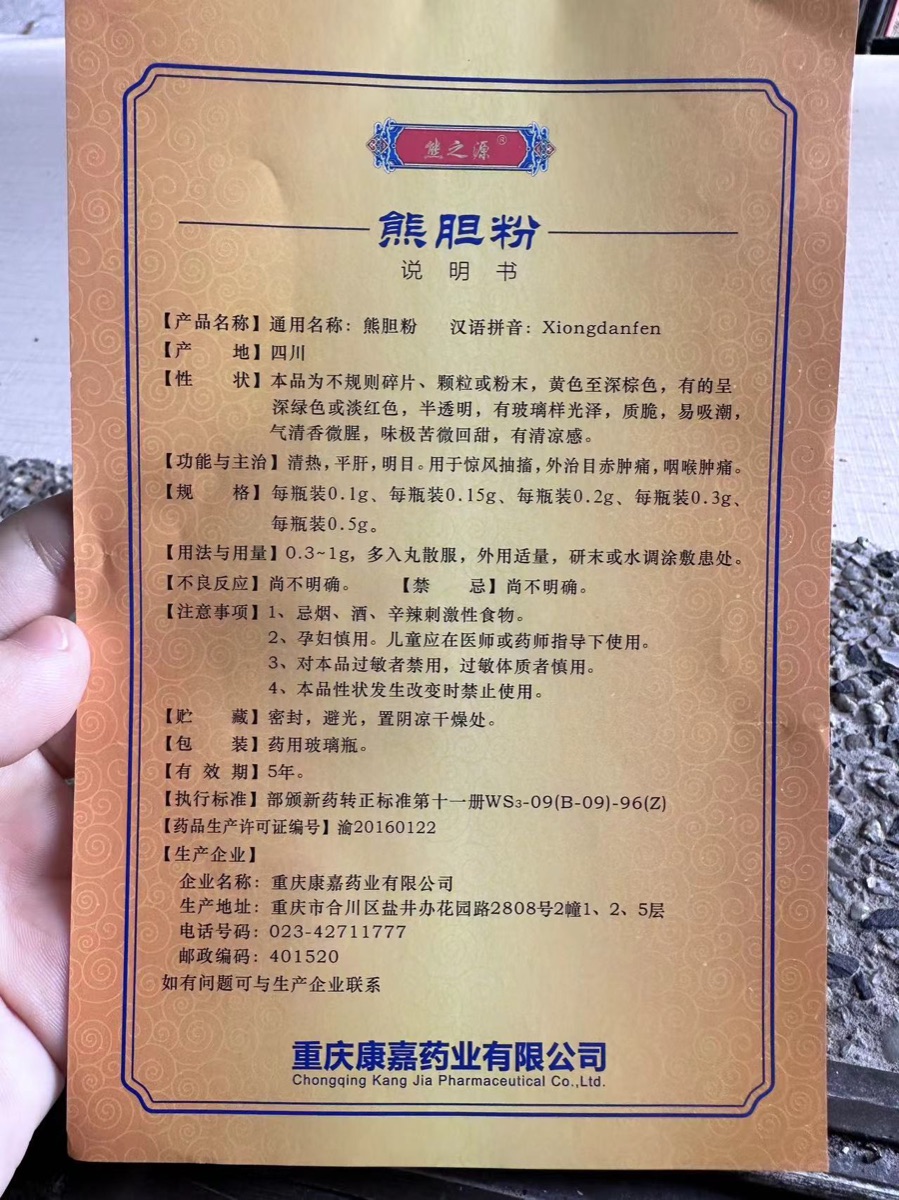 熊之源®
熊胆粉
说明书
【产品名称】通用名称：熊胆粉 汉语拼音：Xiongdanfen
【产 地】四川
【性 状】本品为不规则碎片、颗粒或粉末，黄色至深棕色，有的呈
深绿色或淡红色，半透明，有玻璃样光泽，质脆，易吸潮，
气清香微腥，味极苦微回甜，有清凉感。
【功能与主治】清热，平肝，明目。用于惊风抽搐，外治目赤肿痛，咽喉肿痛。
【规 格】每瓶装0.1g、每瓶装0.15g、每瓶装0.2g、每瓶装0.3g、
每瓶装0.5g。
【用法与用量】0.3~1g，多入丸散服，外用适量，研末或水调涂敷患处。
【不良反应】尚不明确。 【禁 忌】尚不明确。
【注意事项】1、忌烟、酒、辛辣刺激性食物。
2、孕妇慎用。儿童应在医师或药师指导下使用。
3、对本品过敏者禁用，过敏体质者慎用。
4、本品性状发生改变时禁止使用。
【贮 藏】密封，避光，置阴凉干燥处。
【包 装】药用玻璃瓶。
【有 效 期】5年。
【执行标准】部颁新药转正标准第十一册WS3-09(B-09)-96(Z)
【药品生产许可证编号】渝20160122
【生产企业】
企业名称：重庆康嘉药业有限公司
生产地址：重庆市合川区盐井办花园路2808号2幢1、2、5层
电话号码：023-42711777
邮政编码：401520
如有问题可与生产企业联系
重庆康嘉药业有限公司
Chongqing Kang Jia Pharmaceutical Co.,Ltd.